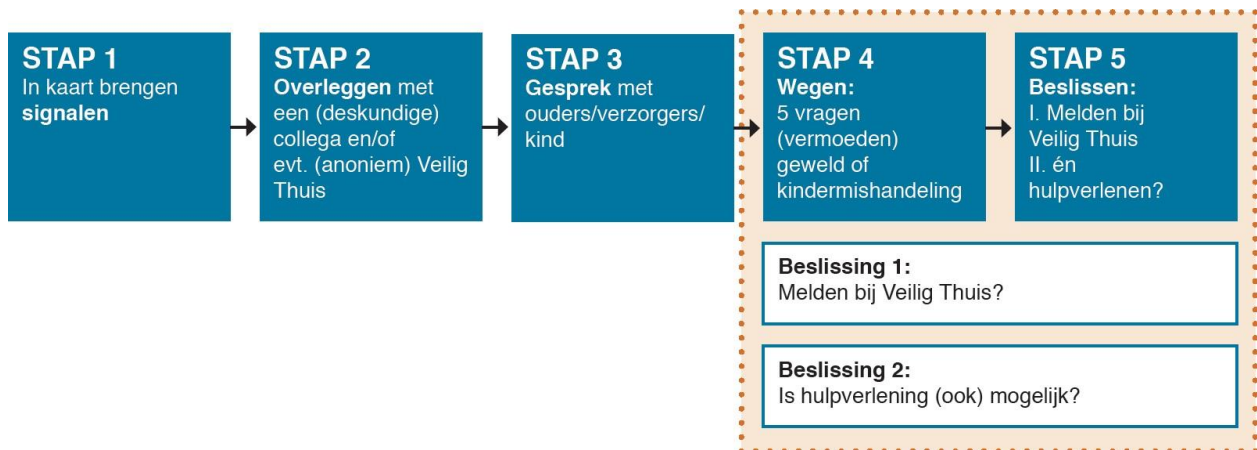 STAP 1
In kaart brengen
signalen
STAP 2
Overleggen met
een (deskundige)
collega en/of
evt. (anoniem) Veilig
Thuis
STAP 3
Gesprek met
ouders/verzorgers/
kind
STAP 4
Wegen:
5 vragen
(vermoeden)
geweld of
kindermishandeling
STAP 5
Beslissen:
I. Melden bij
Veilig Thuis
II. én
hulpverlenen?
Beslissing 1:
Melden bij Veilig Thuis?
Beslissing 2:
Is hulpverlening (ook) mogelijk?